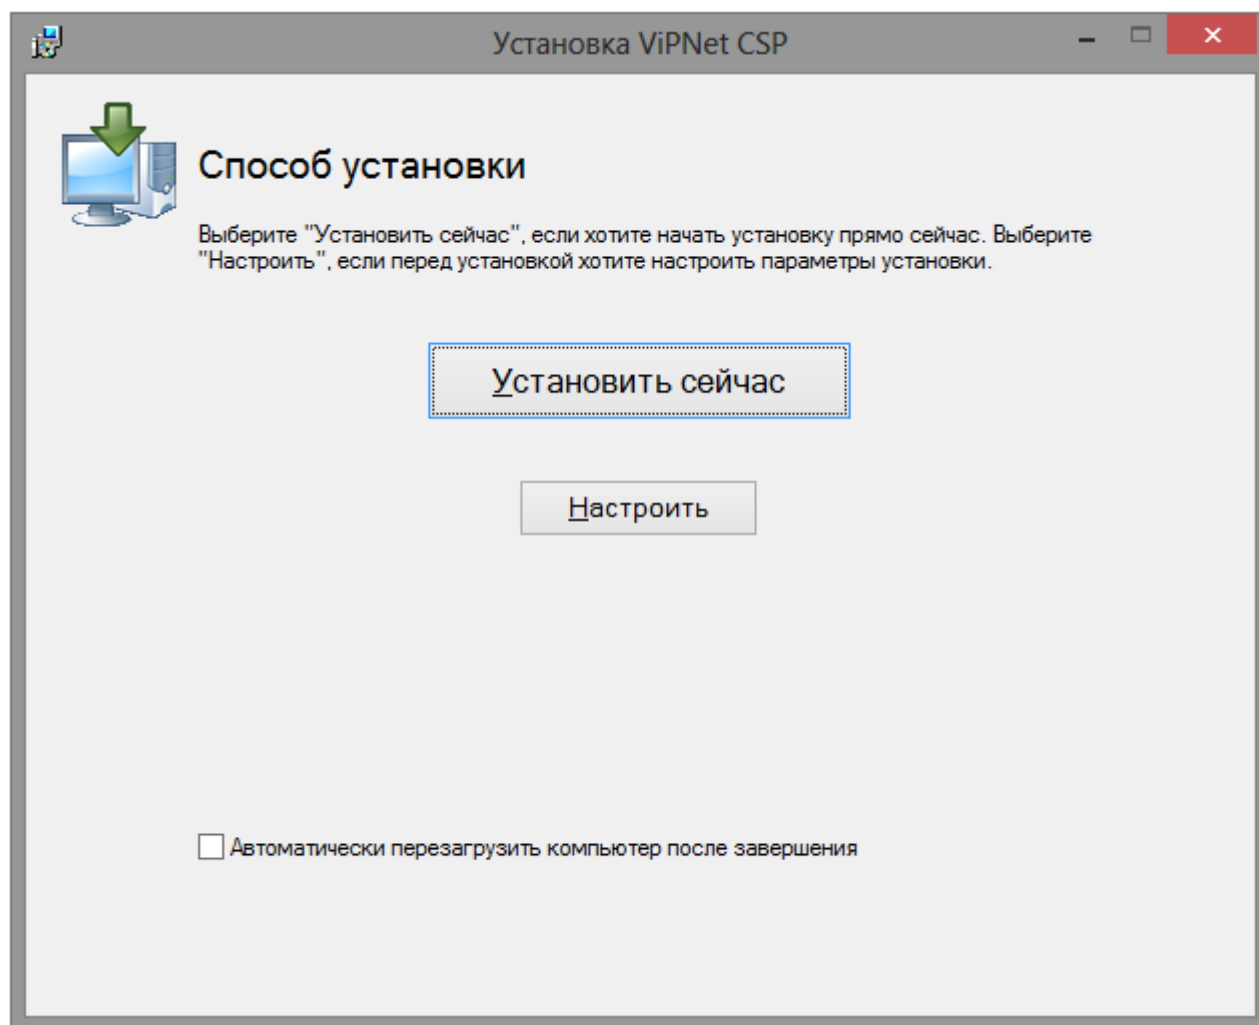 Установка ViPNet CSP
Способ установки
Выберите "Установить сейчас", если хотите начать установку прямо сейчас. Выберите
"Настроить", если перед установкой хотите настроить параметры установки.
Установить сейчас
Настроить
Автоматически перезагрузить компьютер после завершения